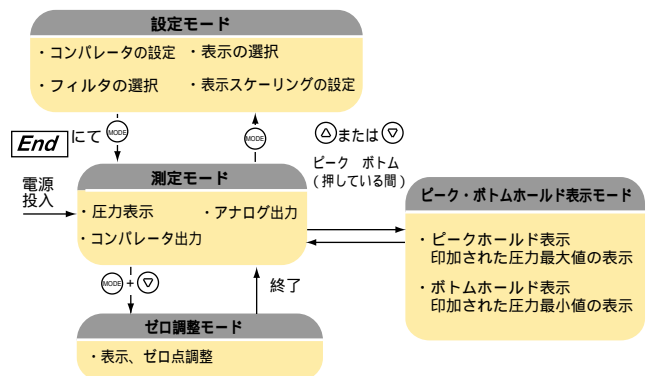 設定モード
・コンパレータの設定 ・表示の選択
・フィルタの選択 ・表示スケーリングの設定
End にて MODE
MODE
△または▽
ピーク ボトム
(押している間)
電源
投入
測定モード
・圧力表示 ・アナログ出力
・コンパレータ出力
ピーク・ボトムホールド表示モード
・ピークホールド表示
印加された圧力最大値の表示
・ボトムホールド表示
印加された圧力最小値の表示
MODE + ▽
終了
ゼロ調整モード
・表示、ゼロ点調整